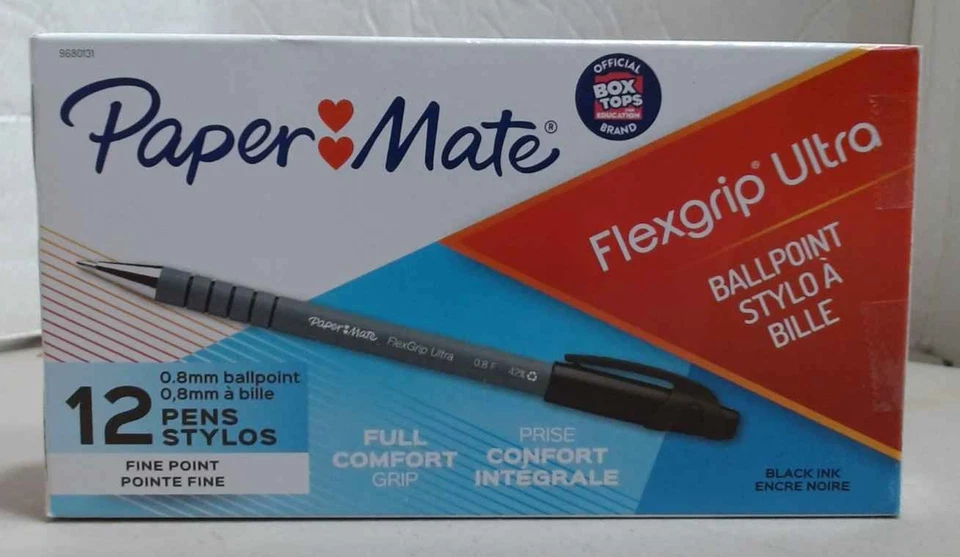 9680131
Paper Mate®
OFFICIAL
BOX
TOPS
FOR
EDUCATION
BRAND
Flexgrip® Ultra
BALLPOINT
STYLO À
BILLE
Paper Mate FlexGrip Ultra 0.8 F 42%
12
0.8mm ballpoint
0,8mm à bille
PENS
STYLOS
FINE POINT
POINTE FINE
FULL
COMFORT
GRIP
PRISE
CONFORT
INTÉGRALE
BLACK INK
ENCRE NOIRE